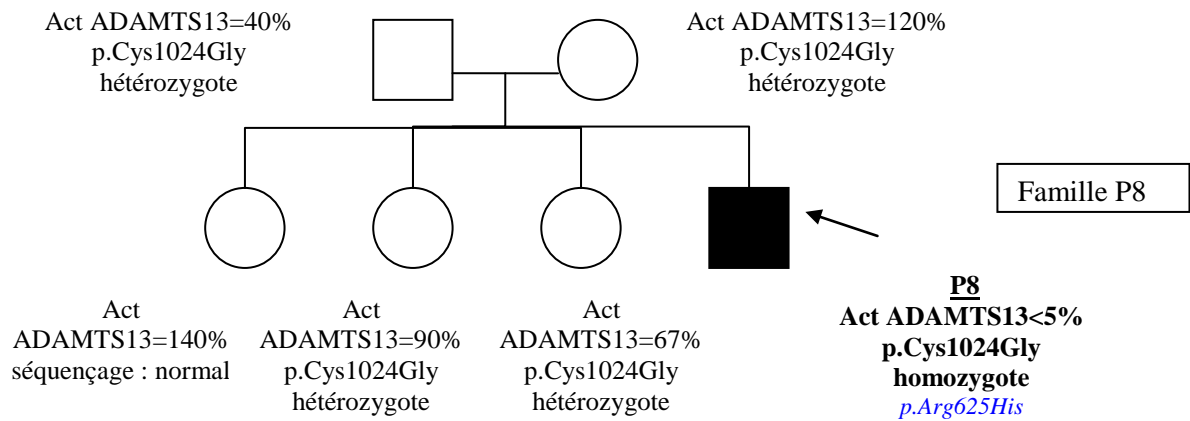 Act ADAMTS13=40%
p.Cys1024Gly
hétérozygote
Act ADAMTS13=120%
p.Cys1024Gly
hétérozygote
Famille P8
Act
ADAMTS13=140%
séquençage : normal
Act
ADAMTS13=90%
p.Cys1024Gly
hétérozygote
Act
ADAMTS13=67%
p.Cys1024Gly
hétérozygote
P8
Act ADAMTS13<5%
p.Cys1024Gly
homozygote
p.Arg625His